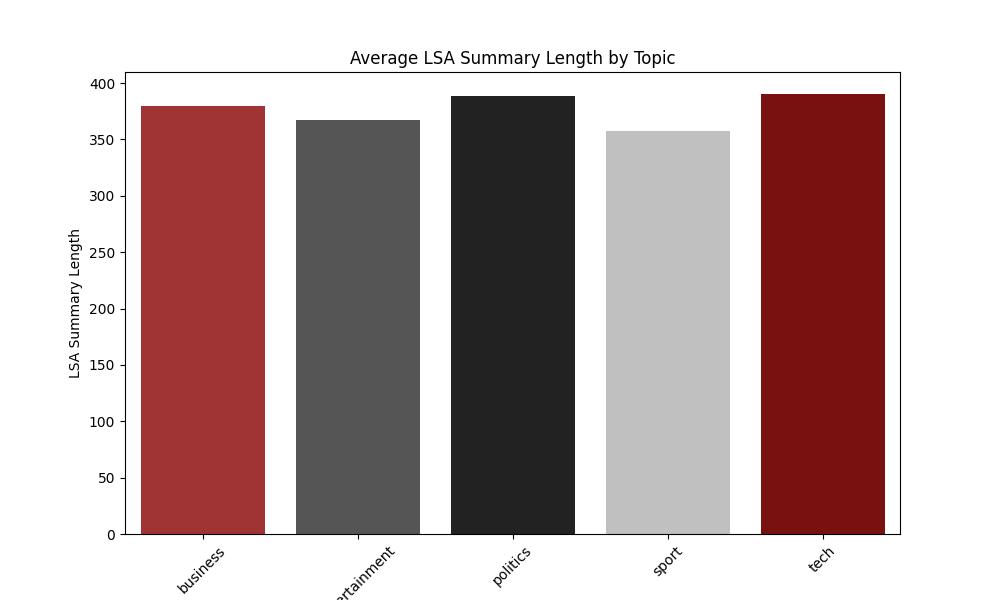 Average LSA Summary Length by Topic
LSA Summary Length
400
350
300
250
200
150
100
50
0
business
ertainment
politics
sport
tech